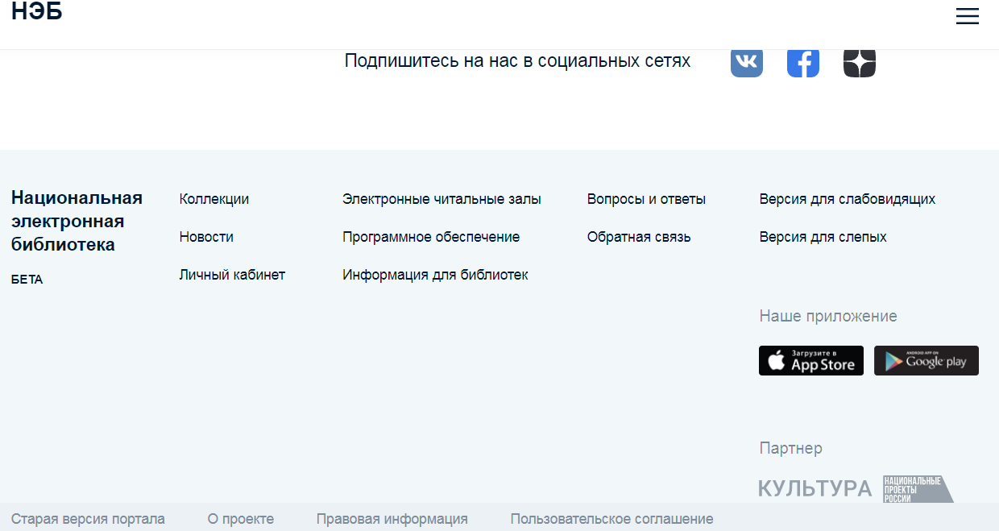 НЭБ
Подпишитесь на нас в социальных сетях
Национальная
электронная
библиотека
БЕТА
Коллекции
Новости
Личный кабинет
Электронные читальные залы
Программное обеспечение
Информация для библиотек
Вопросы и ответы
Обратная связь
Версия для слабовидящих
Версия для слепых
Наше приложение
Загрузите в
App Store
ANDROID APP ON
Google play
Партнер
КУЛЬТУРА
НАЦИОНАЛЬНЫЕ
ПРОЕКТЫ
РОССИИ
Старая версия портала
О проекте
Правовая информация
Пользовательское соглашение